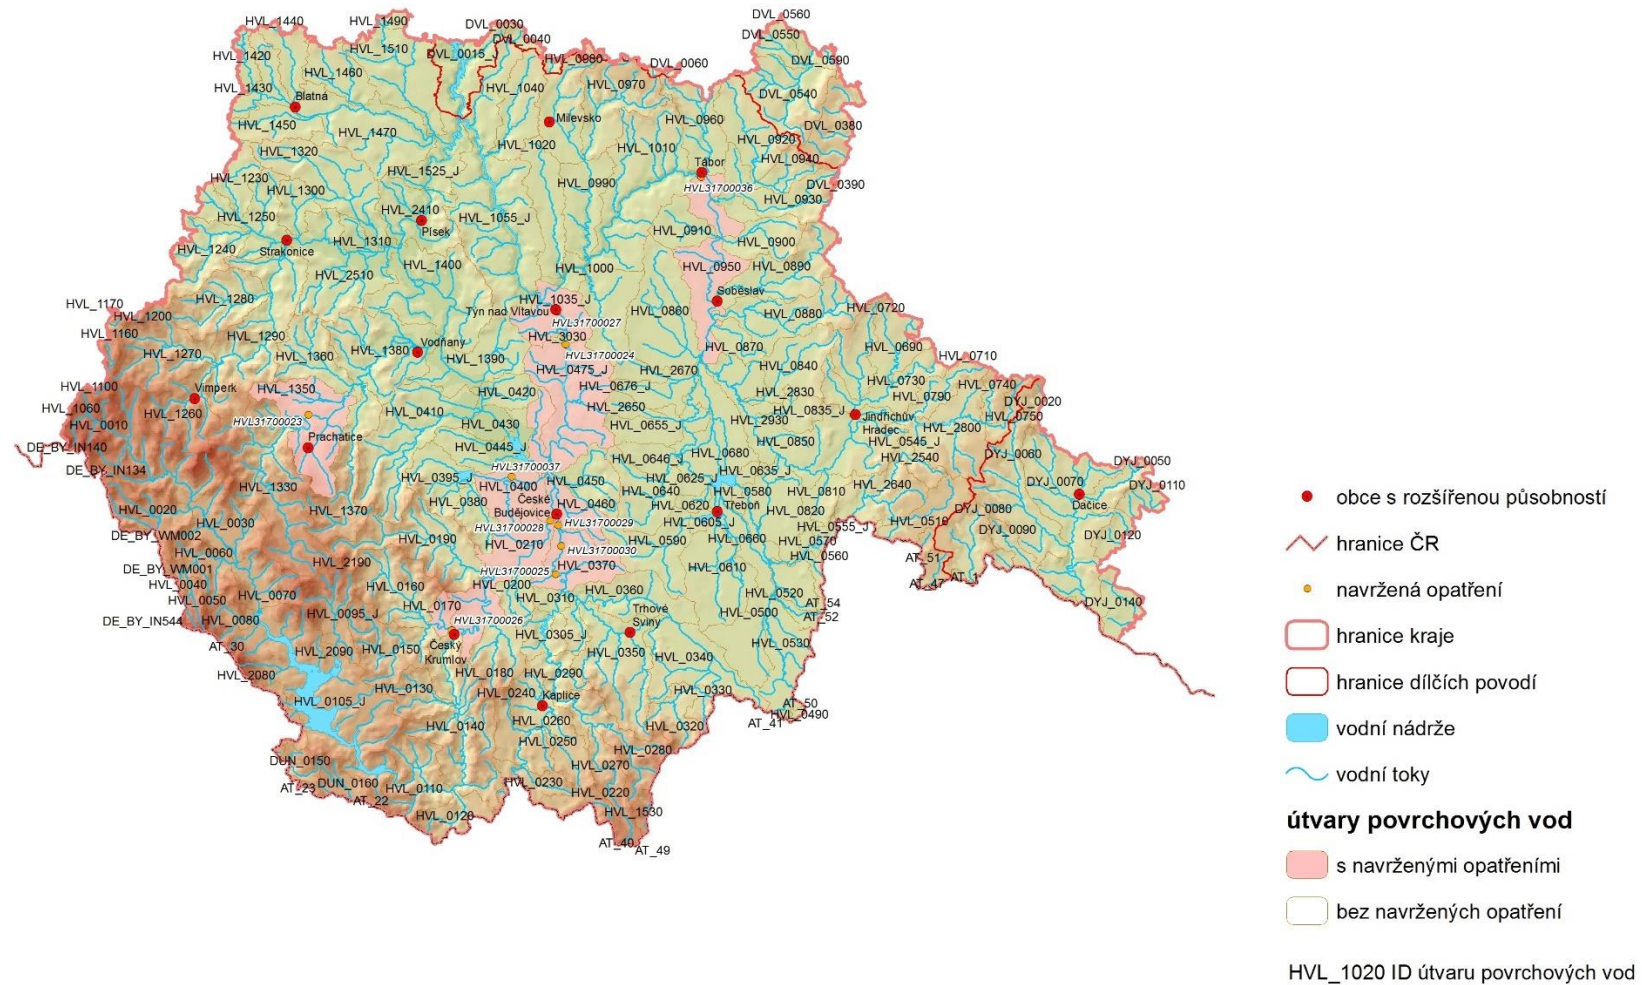 HVL_1440
HVL_1490
DVL_0030
DVL_0560
HVL_1420
HVL_1510
DVL_0015_J
DVL_0040
HVL_0980
DVL_0060
DVL_0550
DVL_0590
HVL_1430
HVL_1460
Blatná
HVL_1040
HVL_0970
DVL_0540
HVL_1450
HVL_1470
Milevsko
HVL_0960
DVL_0380
HVL_1320
HVL_1020
HVL_1010
HVL_0920
HVL_0940
HVL_1230
HVL_1300
HVL_1525_J
HVL_0990
Tábor
HVL31700036
DVL_0390
HVL_0930
HVL_1250
HVL_2410
Písek
HVL_1055_J
HVL_0910
HVL_0900
HVL_1240
Strakonice
HVL_1310
HVL_2510
HVL_1400
HVL_1000
HVL_0950
HVL_0890
HVL_1170
HVL_1200
HVL_1280
HVL_1035_J
Týn nad Vltavou
HVL31700027
HVL_0860
Soběslav
HVL_0880
HVL_0720
HVL_1160
HVL_1270
HVL_1290
HVL_1360
HVL_1380
Vodňany
HVL_1390
HVL_3030
HVL31700024
HVL_0870
HVL_0690
HVL_0710
HVL_1100
Vimperk
HVL_1350
HVL_0420
HVL_0475_J
HVL_0676_J
HVL_2670
HVL_0840
HVL_0730
HVL_0740
HVL_1060
HVL_1260
HVL_0410
HVL_2650
HVL_2830
HVL_0790
DYJ_0020
HVL_0010
HVL31700023
Prachatice
HVL_0430
HVL_0655_J
HVL_2930
HVL_0835_J
Jindřichův
Hradec
HVL_2800
HVL_0750
DE_BY_IN140
HVL_0445_J
HVL_0850
HVL_0545_J
DYJ_0060
DYJ_0050
DE_BY_IN134
HVL31700037
HVL_0646_J
HVL_0680
HVL_2540
HVL_1330
HVL_0395_J
HVL_0400
HVL_0450
HVL_0625_J
HVL_0635_J
HVL_2640
DYJ_0070
DYJ_0110
HVL_0020
HVL_1370
HVL_0380
České
Budějovice
HVL_0460
HVL_0640
HVL_0620
HVL_0580
Třeboň
HVL_0810
HVL_0820
DYJ_0080
Dačice
HVL_0030
HVL31700028
HVL31700029
HVL_0605_J
HVL_0555_J
HVL_0510
DYJ_0090
DYJ_0120
DE_BY_WM002
HVL_0190
HVL_0210
HVL31700030
HVL_0590
HVL_0660
HVL_0570
HVL_0560
HVL_0060
HVL_2190
HVL31700025
HVL_0370
HVL_0610
AT_51
AT_47
AT_1
DE_BY_WM001
HVL_0040
HVL_0160
HVL_0200
HVL_0360
HVL_0520
AT_54
AT_52
DYJ_0140
HVL_0050
HVL_0070
HVL_0095_J
HVL_0170
HVL31700026
HVL_0310
Trhové
Sviny
HVL_0500
DE_BY_IN544
HVL_0080
AT_30
HVL_2090
HVL_0150
Český
Krumlov
HVL_0305_J
HVL_0350
HVL_0340
HVL_0530
HVL_2080
HVL_0105_J
HVL_0130
HVL_0180
HVL_0290
HVL_0240
Kaplice
HVL_0330
AT_50
HVL_0490
AT_41
HVL_0140
HVL_0260
HVL_0320
HVL_0250
HVL_0280
DUN_0150
HVL_0270
AT_23
DUN_0160
AT_22
HVL_0110
HVL_0230
HVL_0220
HVL_0120
HVL_1530
AT_40
AT_49
obce s rozšířenou působností
hranice ČR
navržená opatření
hranice kraje
hranice dílčích povodí
vodní nádrže
vodní toky
útvary povrchových vod
s navrženými opatřeními
bez navržených opatření
HVL_1020 ID útvaru povrchových vod